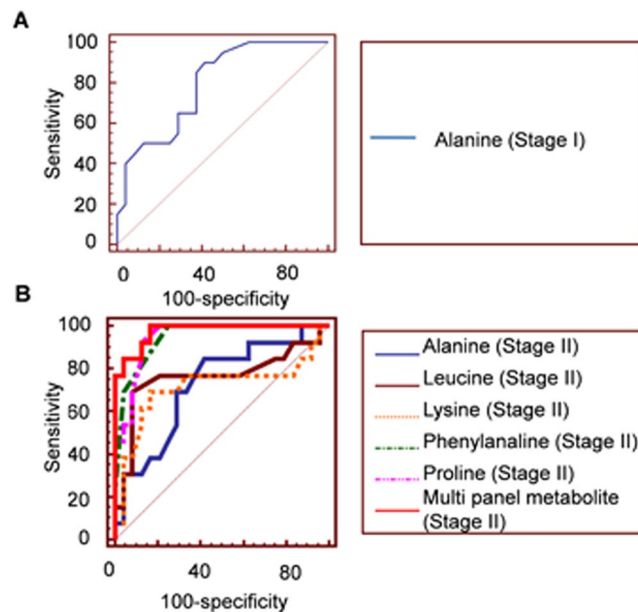 A
100
80
60
40
20
0
Sensitivity
0 40 80
100-specificity
Alanine (Stage I)
B
100
80
60
40
20
0
Sensitivity
0 40 80
100-specificity
Alanine (Stage II)
Leucine (Stage II)
Lysine (Stage II)
Phenylanaline (Stage II)
Proline (Stage II)
Multi panel metabolite
(Stage II)